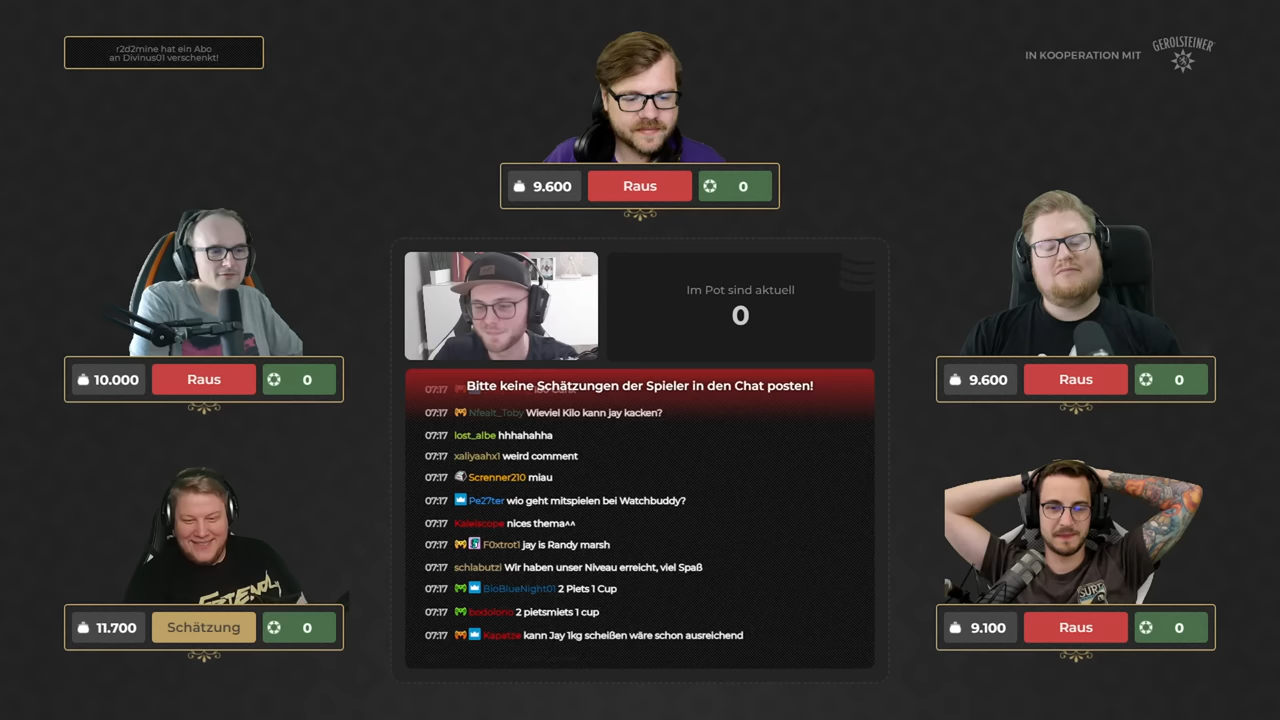 r2d2mine hat ein Abo
an Divinus01 verschenkt!
IN KOOPERATION MIT
GEROLSTEINER
9.600 Raus 0
10.000 Raus 0
Im Pot sind aktuell
0
9.600 Raus 0
Bitte keine Schätzungen der Spieler in den Chat posten!
07:17
07:17 Nfealt_Toby Wieviel Kilo kann jay kacken?
07:17 lost_albe hhhahahha
07:17 xaliyaahx1 weird comment
07:17 Screnner210 miau
07:17 Pe27ter wio geht mitspielen bei Watchbuddy?
07:17 Kaleiscope nices thema^^
07:17 F0xtrot1 jay is Randy marsh
07:17 schlabutzi Wir haben unser Niveau erreicht, viel Spaß
07:17 BioBlueNight01 2 Piets 1 Cup
07:17 bodolono 2 pietsmiets 1 cup
07:17 Kapatze kann Jay 1kg scheißen wäre schon ausreichend
11.700 Schätzung 0
SURF
9.100 Raus 0